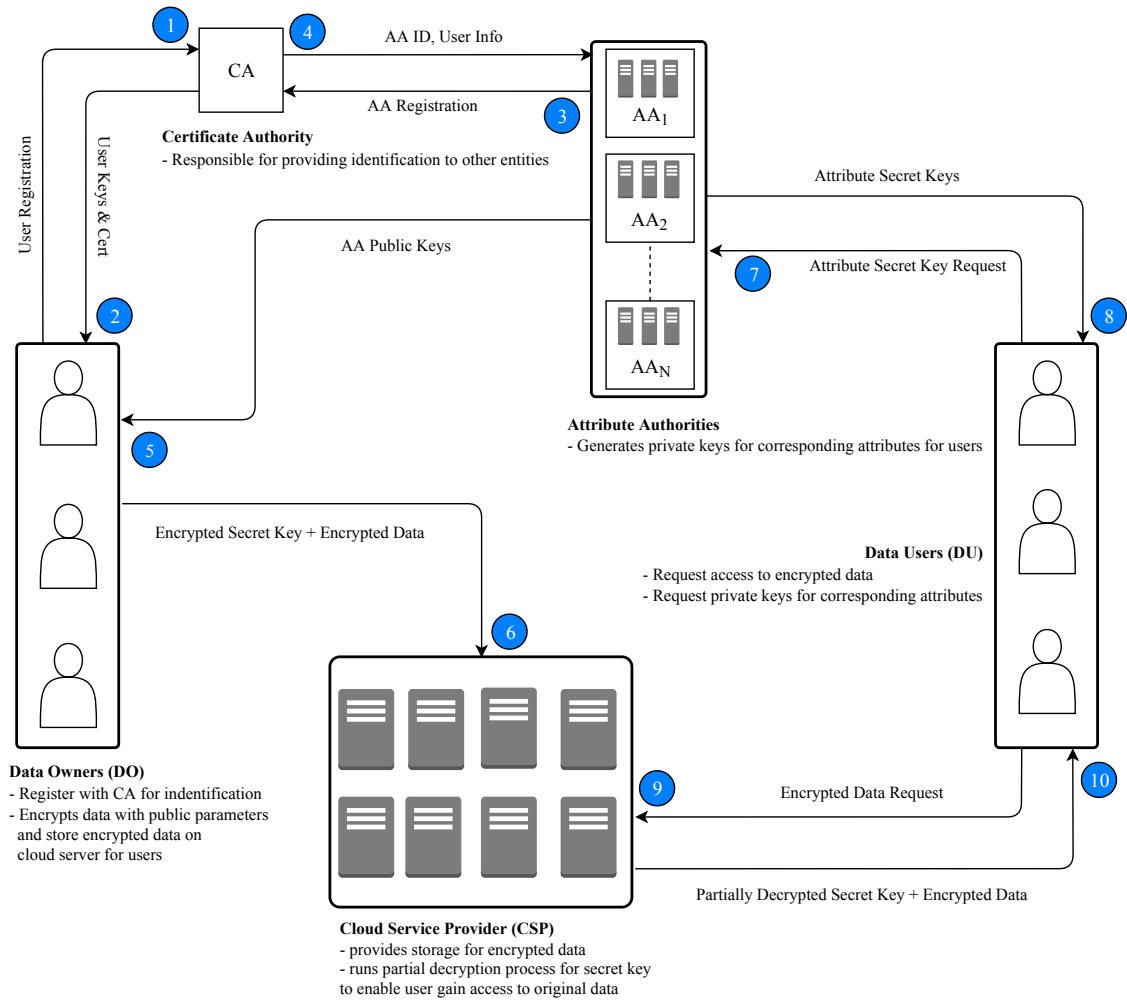 1
4
AA ID, User Info
CA
AA Registration
3
AA₁
Certificate Authority
- Responsible for providing identification to other entities
User Registration
User Keys & Cert
AA₂
Attribute Secret Keys
AA Public Keys
7
Attribute Secret Key Request
2
8
AA_N
Attribute Authorities
- Generates private keys for corresponding attributes for users
5
Encrypted Secret Key + Encrypted Data
Data Users (DU)
- Request access to encrypted data
- Request private keys for corresponding attributes
6
Data Owners (DO)
- Register with CA for indentification
- Encrypts data with public parameters
and store encrypted data on
cloud server for users
9
Encrypted Data Request
10
Partially Decrypted Secret Key + Encrypted Data
Cloud Service Provider (CSP)
- provides storage for encrypted data
- runs partial decryption process for secret key
to enable user gain access to original data